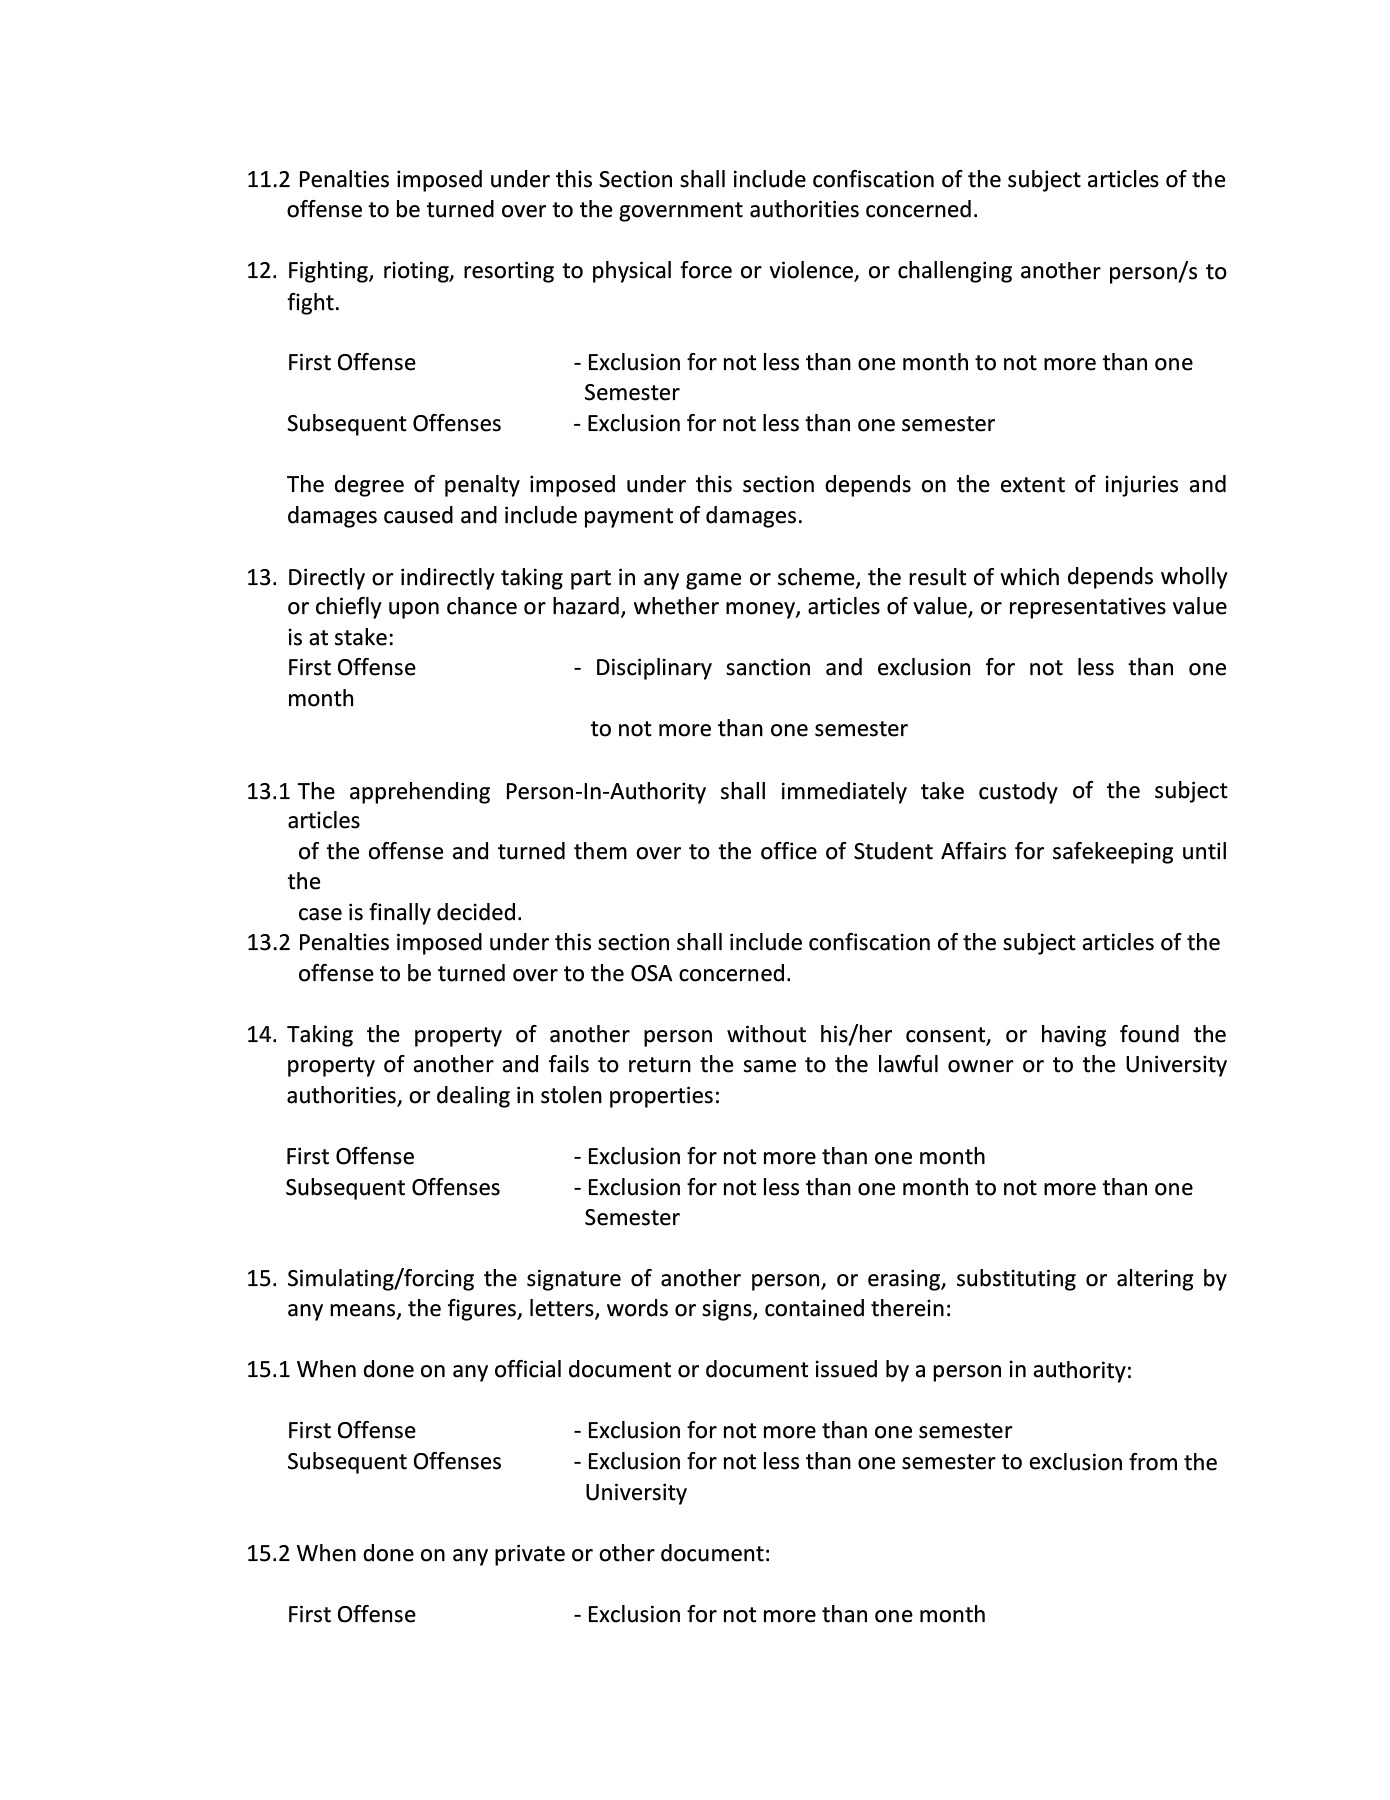 11.2 Penalties imposed under this Section shall include confiscation of the subject articles of the
offense to be turned over to the government authorities concerned.
12. Fighting, rioting, resorting to physical force or violence, or challenging another person/s to
fight.
First Offense - Exclusion for not less than one month to not more than one
Semester
Subsequent Offenses - Exclusion for not less than one semester
The degree of penalty imposed under this section depends on the extent of injuries and
damages caused and include payment of damages.
13. Directly or indirectly taking part in any game or scheme, the result of which depends wholly
or chiefly upon chance or hazard, whether money, articles of value, or representatives value
is at stake:
First Offense - Disciplinary sanction and exclusion for not less than one
month
to not more than one semester
13.1 The apprehending Person-In-Authority shall immediately take custody of the subject
articles
of the offense and turned them over to the office of Student Affairs for safekeeping until
the
case is finally decided.
13.2 Penalties imposed under this section shall include confiscation of the subject articles of the
offense to be turned over to the OSA concerned.
14. Taking the property of another person without his/her consent, or having found the
property of another and fails to return the same to the lawful owner or to the University
authorities, or dealing in stolen properties:
First Offense - Exclusion for not more than one month
Subsequent Offenses - Exclusion for not less than one month to not more than one
Semester
15. Simulating/forcing the signature of another person, or erasing, substituting or altering by
any means, the figures, letters, words or signs, contained therein:
15.1 When done on any official document or document issued by a person in authority:
First Offense - Exclusion for not more than one semester
Subsequent Offenses - Exclusion for not less than one semester to exclusion from the
University
15.2 When done on any private or other document:
First Offense - Exclusion for not more than one month